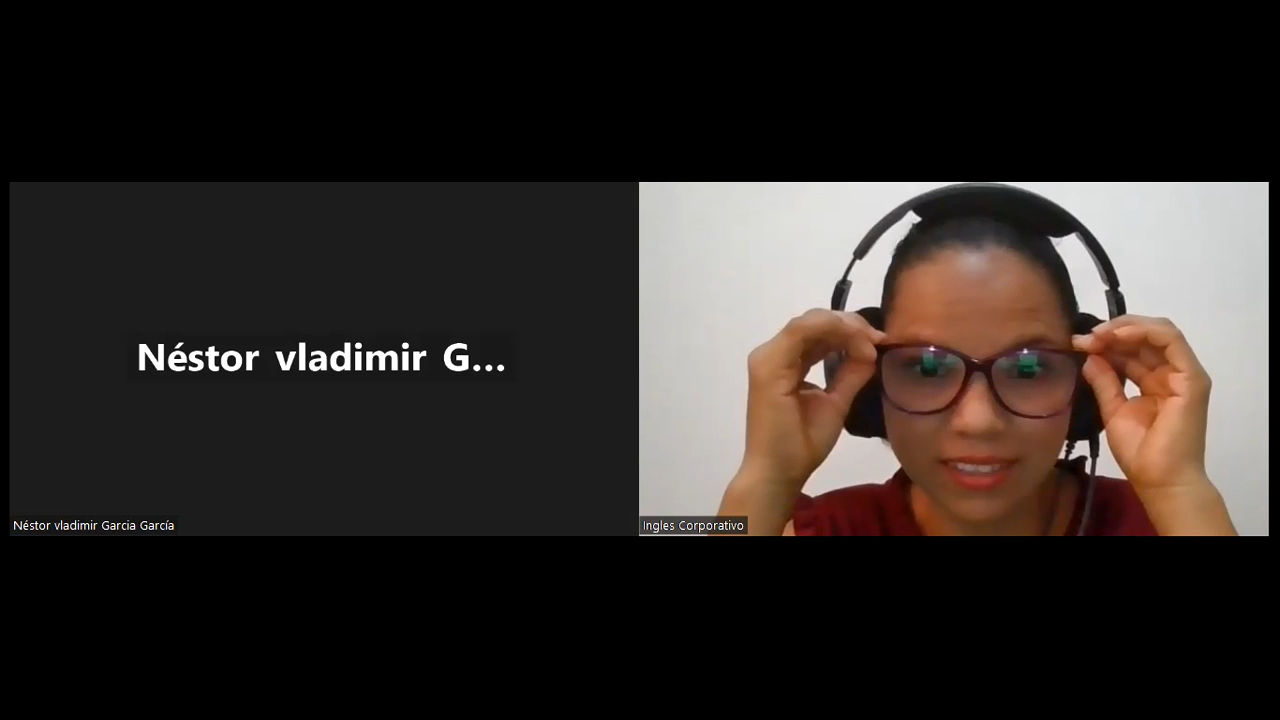 Néstor vladimir G...
Néstor vladimir Garcia García
Ingles Corporativo